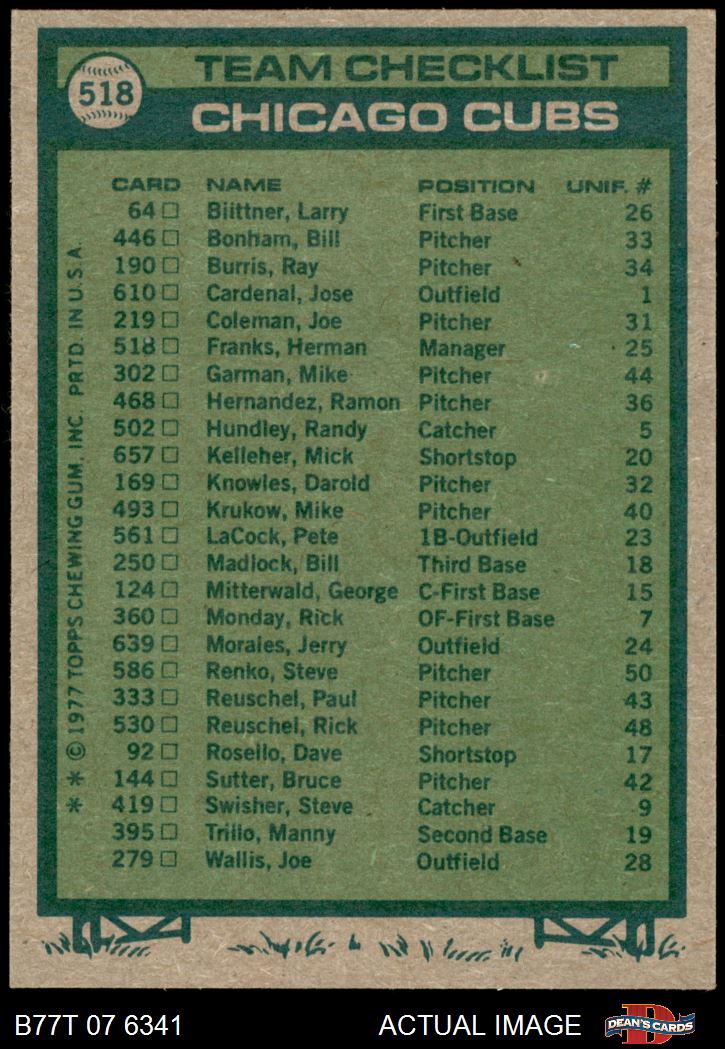 518
TEAM CHECKLIST
CHICAGO CUBS
CARD NAME POSITION UNIF. #
64 □ Biittner, Larry First Base 26
446 □ Bonham, Bill Pitcher 33
190 □ Burris, Ray Pitcher 34
610 □ Cardenal, Jose Outfield 1
219 □ Coleman, Joe Pitcher 31
518 □ Franks, Herman Manager 25
302 □ Garman, Mike Pitcher 44
468 □ Hernandez, Ramon Pitcher 36
502 □ Hundley, Randy Catcher 5
657 □ Kelleher, Mick Shortstop 20
169 □ Knowles, Darold Pitcher 32
493 □ Krukow, Mike Pitcher 40
561 □ LaCock, Pete 1B-Outfield 23
250 □ Madlock, Bill Third Base 18
124 □ Mitterwald, George C-First Base 15
360 □ Monday, Rick OF-First Base 7
639 □ Morales, Jerry Outfield 24
586 □ Renko, Steve Pitcher 50
333 □ Reuschel, Paul Pitcher 43
530 □ Reuschel, Rick Pitcher 48
92 □ Rosello, Dave Shortstop 17
144 □ Sutter, Bruce Pitcher 42
419 □ Swisher, Steve Catcher 9
395 □ Trillo, Manny Second Base 19
279 □ Wallis, Joe Outfield 28
* * © 1977 TOPPS CHEWING GUM, INC. PRTD. IN U.S.A.
B77T 07 6341 ACTUAL IMAGE
D
DEAN'S CARDS